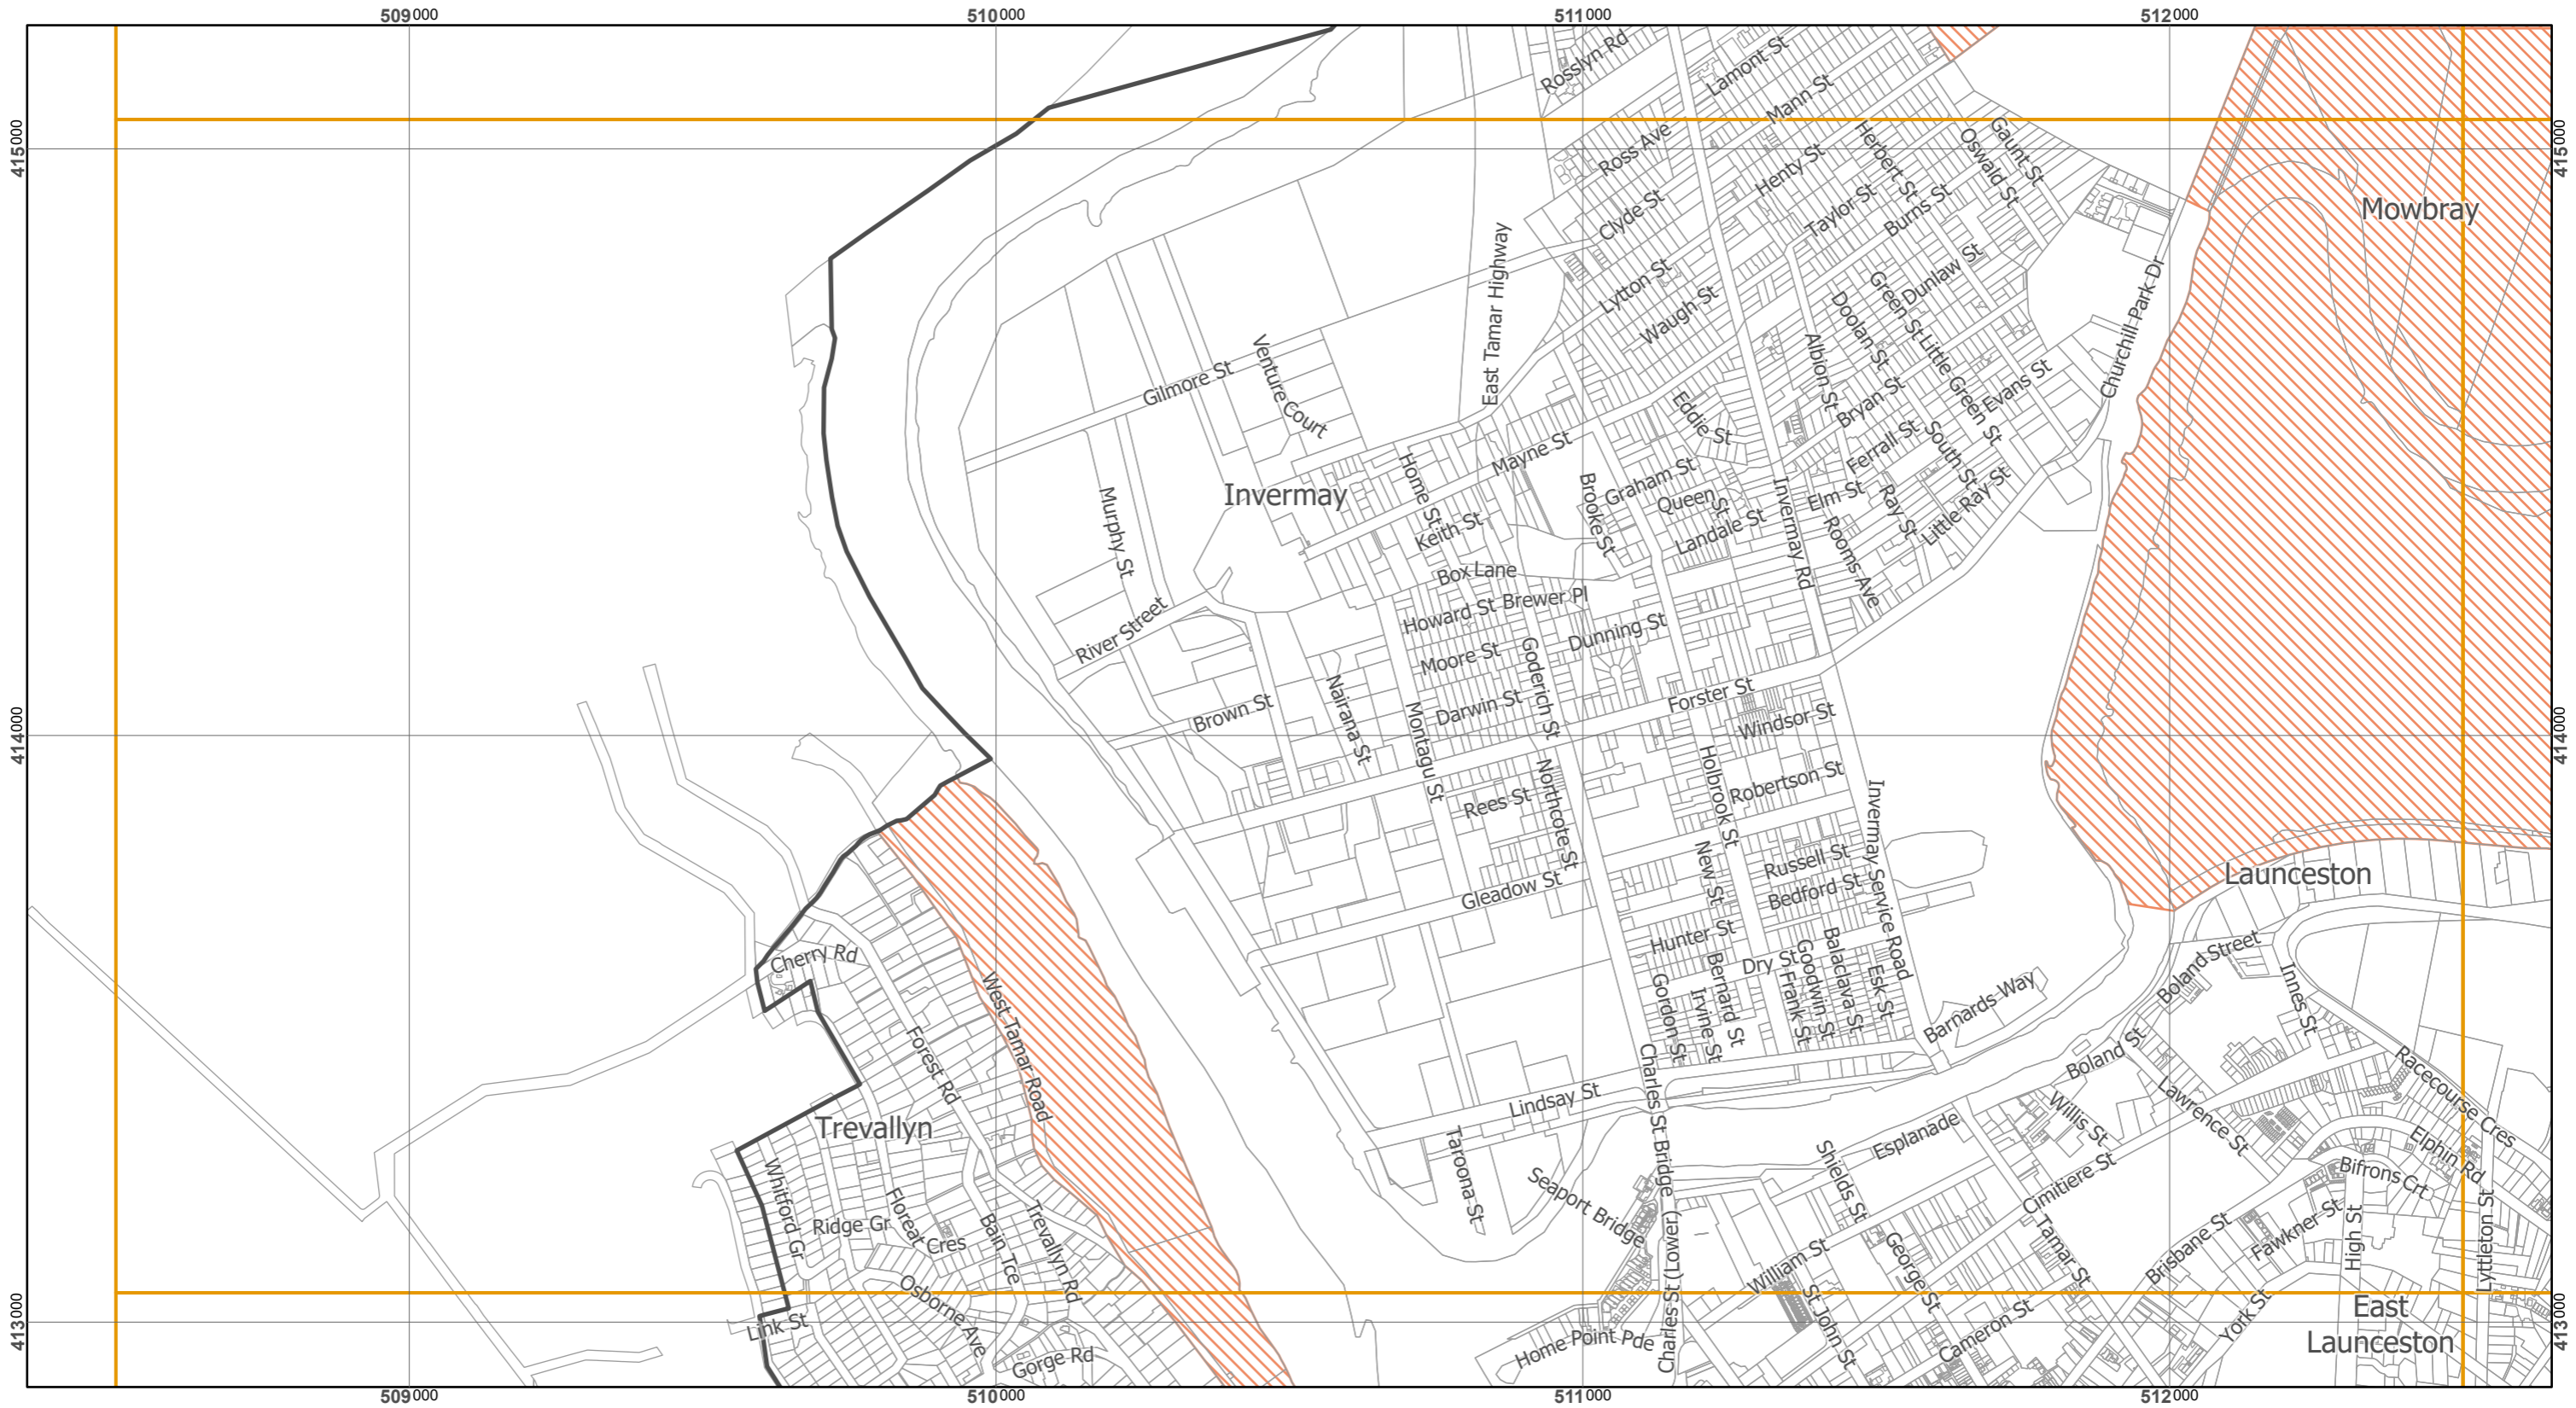 509000
510000
511000
512000
415000
415000
414000
414000
413000
413000
Rosslyn Rd
Lamont St
Mann St
Ross Ave
Henty St
Herbert St
Oswald St
Gaunt St
Clyde St
Taylor St
Burns St
Mowbray
East Tamar Highway
Lytton St
Waugh St
Green St
Dunlaw St
Doolan St
Churchill Park Dr
Gilmore St
Venture Court
Albion St
Little Green St
Evans St
Bryan St
Eddie St
Mayne St
Home St
Invermay
Brooke St
Graham St
Queen St
Landale St
Invermay Rd
Elm St
Ferrall St
South St
Ray St
Little Ray St
Rooms Ave
Murphy St
Keith St
Box Lane
Howard St
Brewer Pl
River Street
Moore St
Goderich St
Dunning St
Brown St
Nairana St
Montagu St
Darwin St
Forster St
Windsor St
Rees St
Northcote St
Holbrook St
Robertson St
Invermay Service Road
Gleadow St
New St
Russell St
Bedford St
Launceston
Cherry Rd
Hunter St
Dry St
Balaclava St
Goodwin St
Frank St
Esk St
Bernard St
Irvine St
Gordon St
Barnards Way
Boland Street
Innes St
West Tamar Road
Forest Rd
Trevallyn
Lindsay St
Charles St Bridge
Boland St
Lawrence St
Willis St
Racecourse Cres
Elphin Rd
Bifrons Crt
Esplanade
Shields St
Cimitiere St
Taroona St
Seaport Bridge
Whitford Gr
Ridge Gr
Floreat Cres
Bain Tce
Trevallyn Rd
Charles St (Lower)
William St
St John St
George St
Tamar St
Brisbane St
Fawkner St
High St
Lyttleton St
Osborne Ave
Link St
Gorge Rd
Home Point Pde
Cameron St
York St
East
Launceston
509000
510000
511000
512000